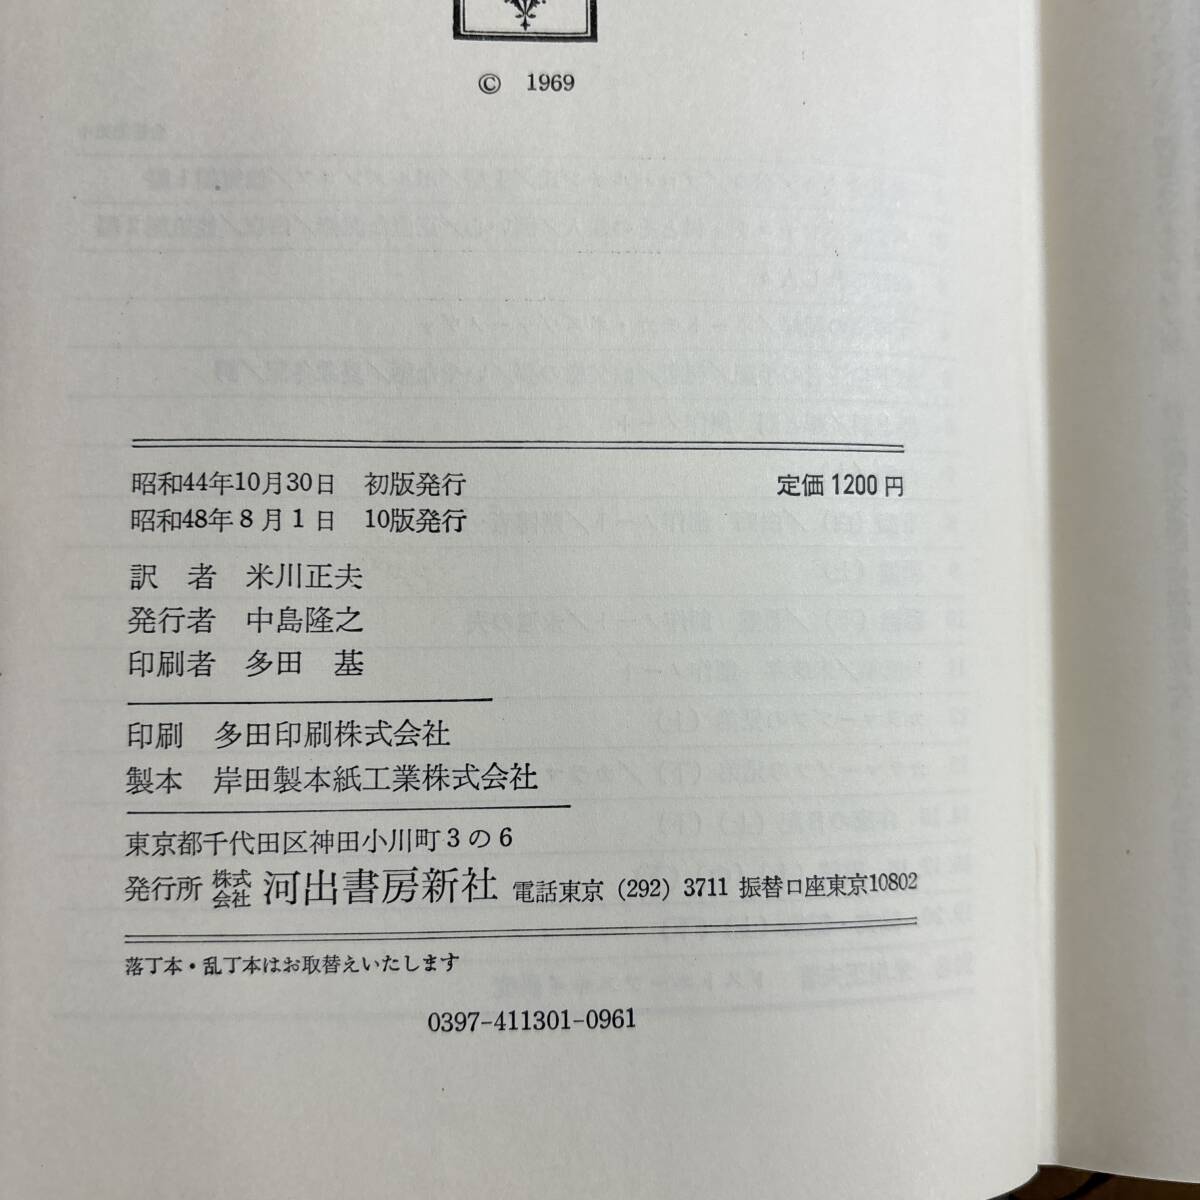 © 1969
昭和44年10月30日 初版発行 定価1200円
昭和48年8月1日 10版発行
訳 者 米川正夫
発行者 中島隆之
印刷者 多田 基
印刷 多田印刷株式会社
製本 岸田製本紙工業株式会社
東京都千代田区神田小川町3の6
発行所 株式会社 河出書房新社 電話東京(292)3711 振替口座東京10802
落丁本・乱丁本はお取替えいたします
0397-411301-0961